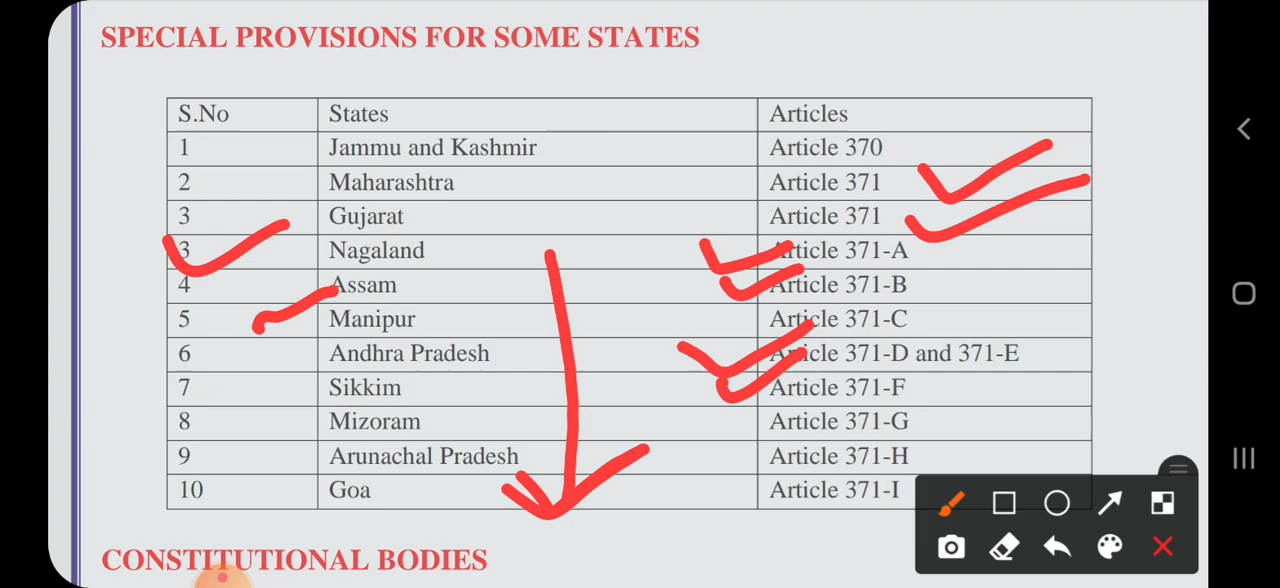 SPECIAL PROVISIONS FOR SOME STATES
S.No States Articles
1 Jammu and Kashmir Article 370
2 Maharashtra Article 371
3 Gujarat Article 371
3 Nagaland Article 371-A
4 Assam Article 371-B
5 Manipur Article 371-C
6 Andhra Pradesh Article 371-D and 371-E
7 Sikkim Article 371-F
8 Mizoram Article 371-G
9 Arunachal Pradesh Article 371-H
10 Goa Article 371-I
CONSTITUTIONAL BODIES